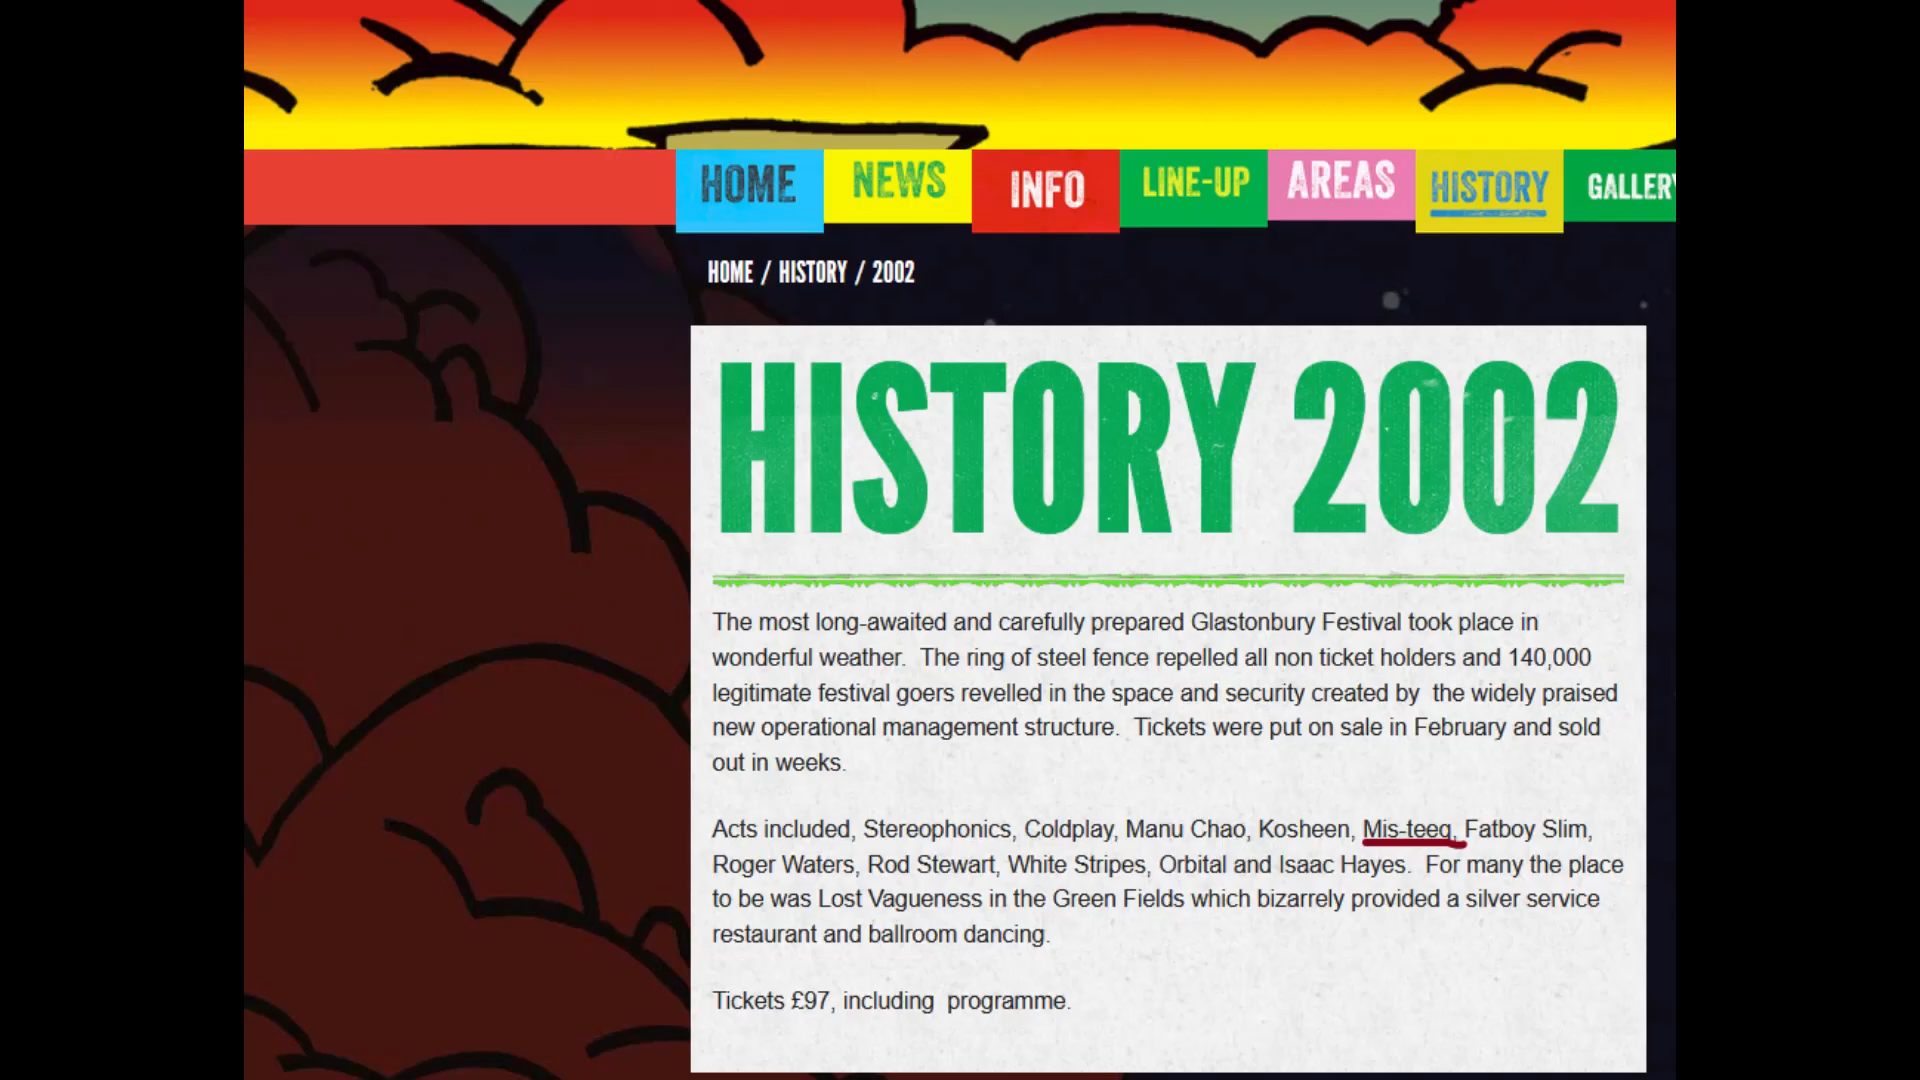 HOME NEWS INFO LINE-UP AREAS HISTORY GALLERY
HOME / HISTORY / 2002
HISTORY 2002
The most long-awaited and carefully prepared Glastonbury Festival took place in
wonderful weather.  The ring of steel fence repelled all non ticket holders and 140,000
legitimate festival goers revelled in the space and security created by  the widely praised
new operational management structure.  Tickets were put on sale in February and sold
out in weeks.
Acts included, Stereophonics, Coldplay, Manu Chao, Kosheen, Mis-teeq, Fatboy Slim,
Roger Waters, Rod Stewart, White Stripes, Orbital and Isaac Hayes.  For many the place
to be was Lost Vagueness in the Green Fields which bizarrely provided a silver service
restaurant and ballroom dancing.
Tickets £97, including  programme.